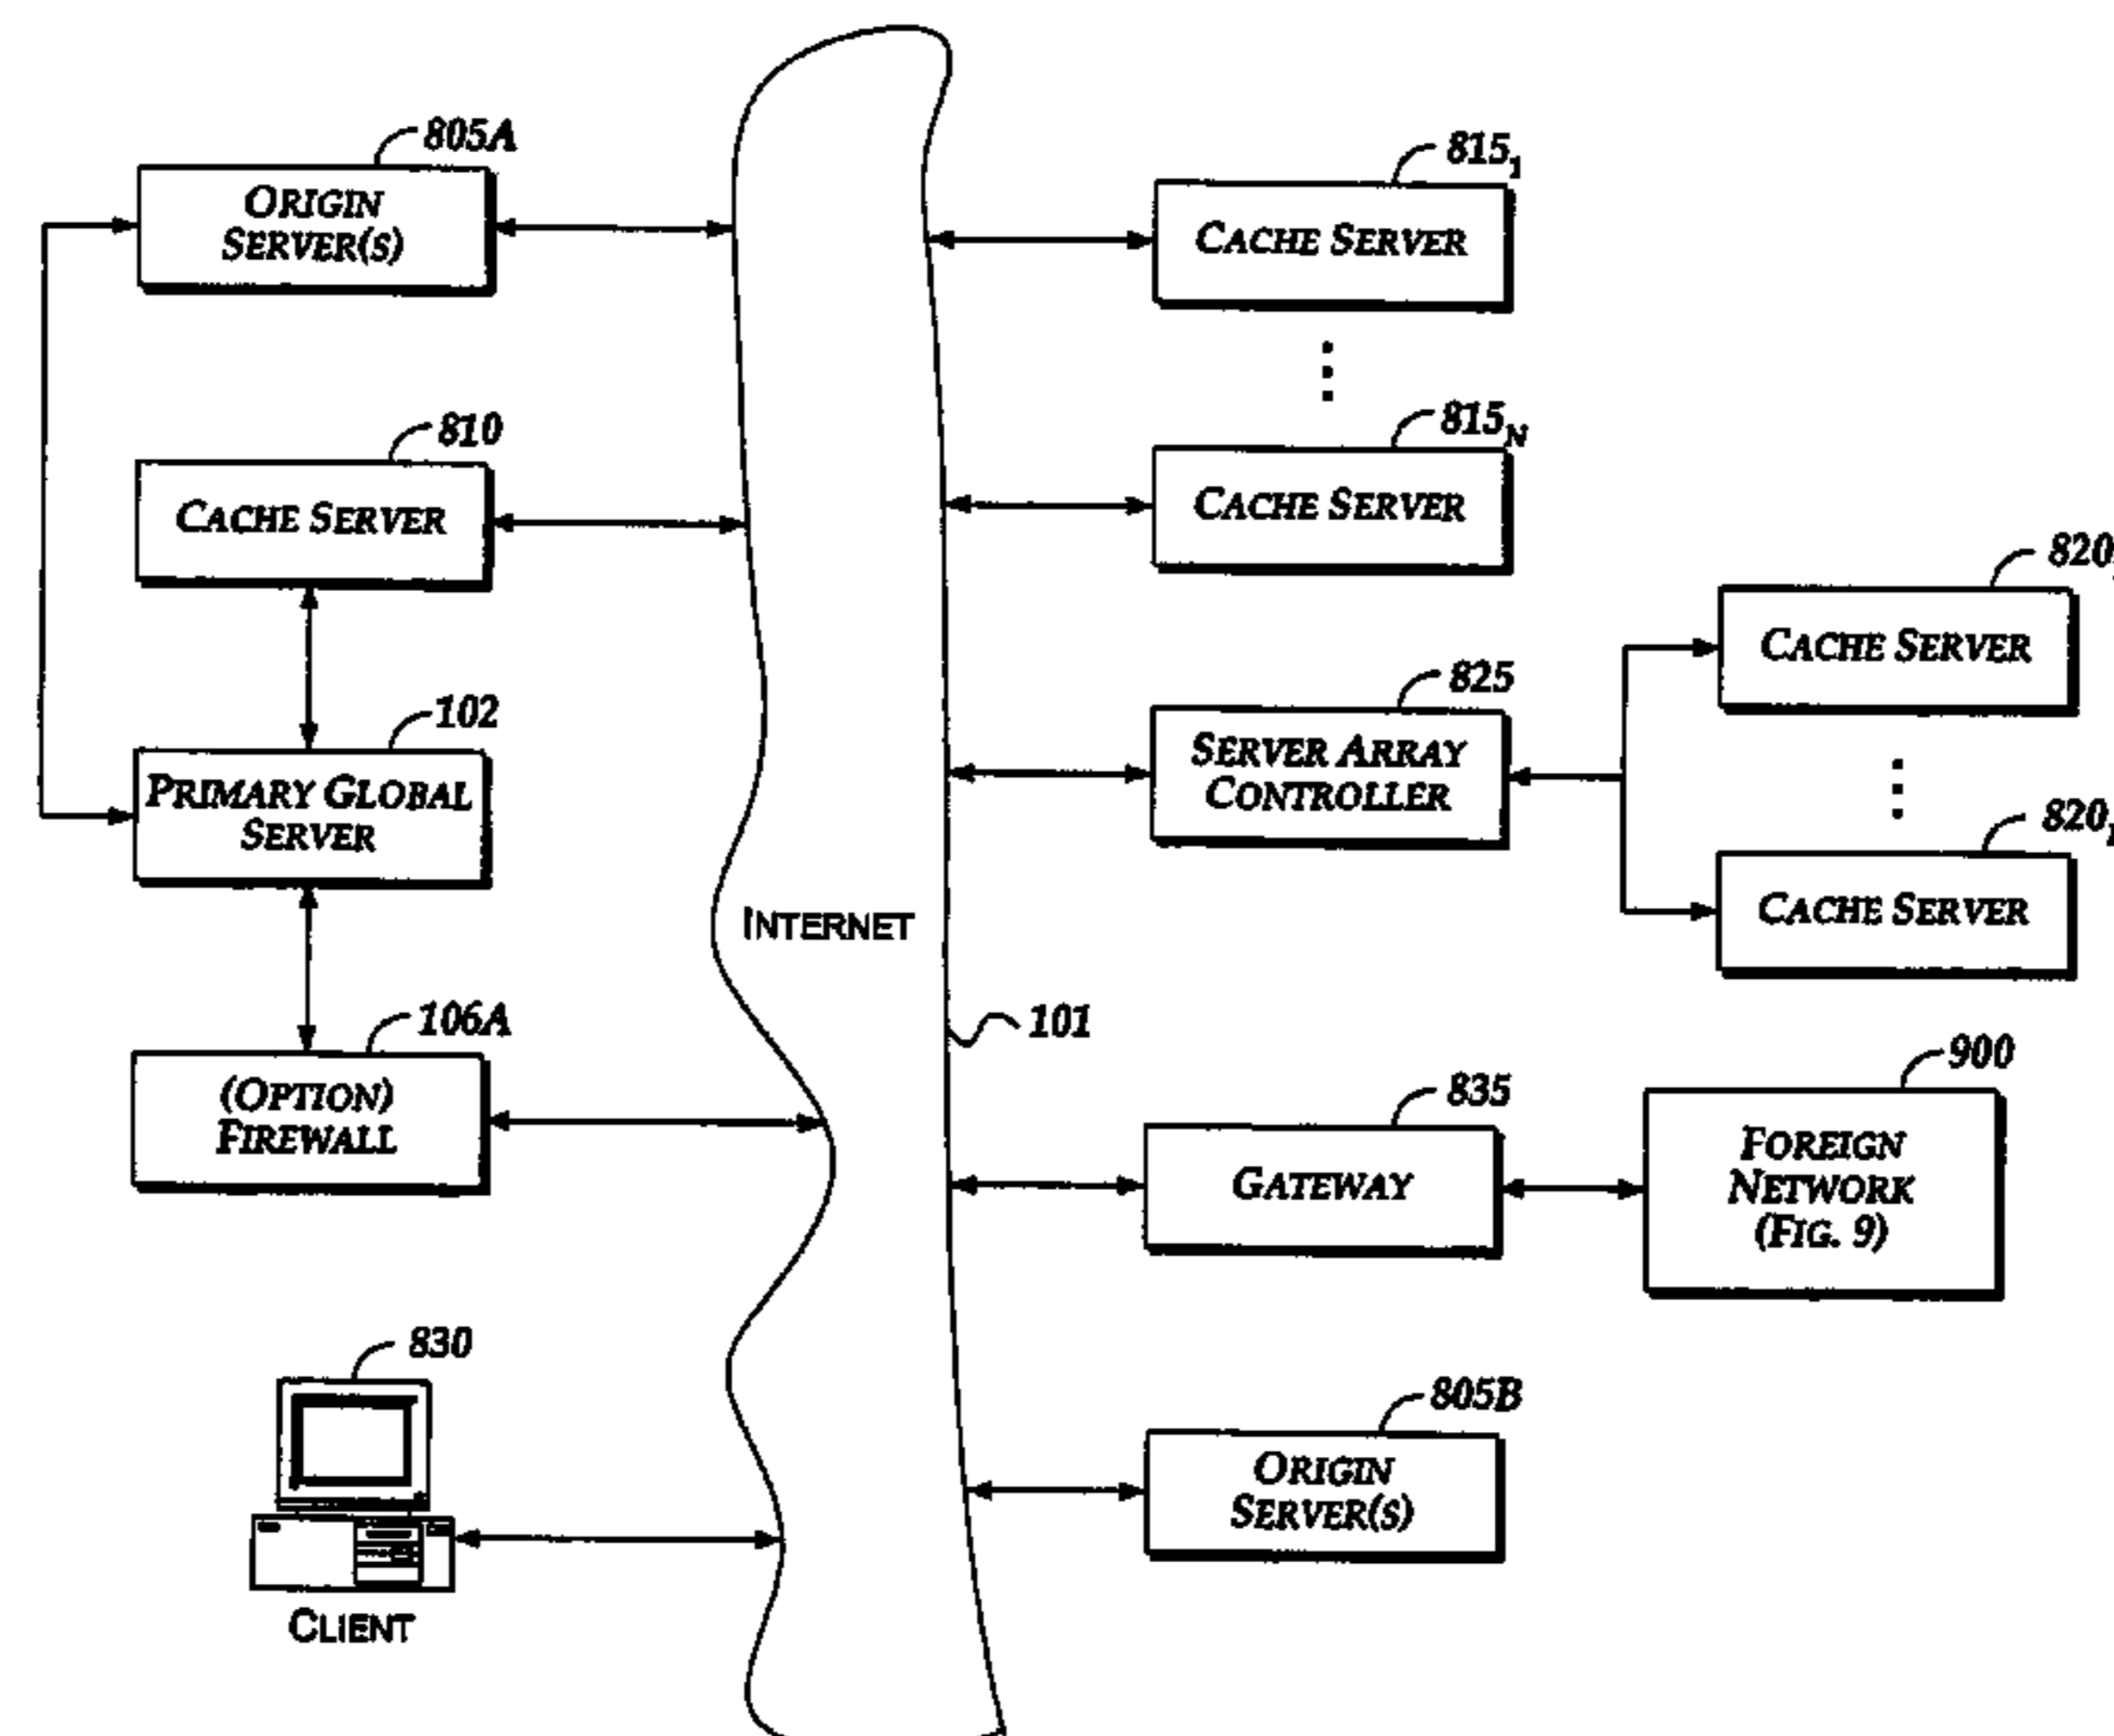 805A
ORIGIN
SERVER(S)
815₁
CACHE SERVER
810
CACHE SERVER
815N
CACHE SERVER
820
CACHE SERVER
102
PRIMARY GLOBAL
SERVER
825
SERVER ARRAY
CONTROLLER
820
CACHE SERVER
INTERNET
101
106A
(OPTION)
FIREWALL
835
GATEWAY
900
FOREIGN
NETWORK
(FIG. 9)
830
CLIENT
805B
ORIGIN
SERVER(S)